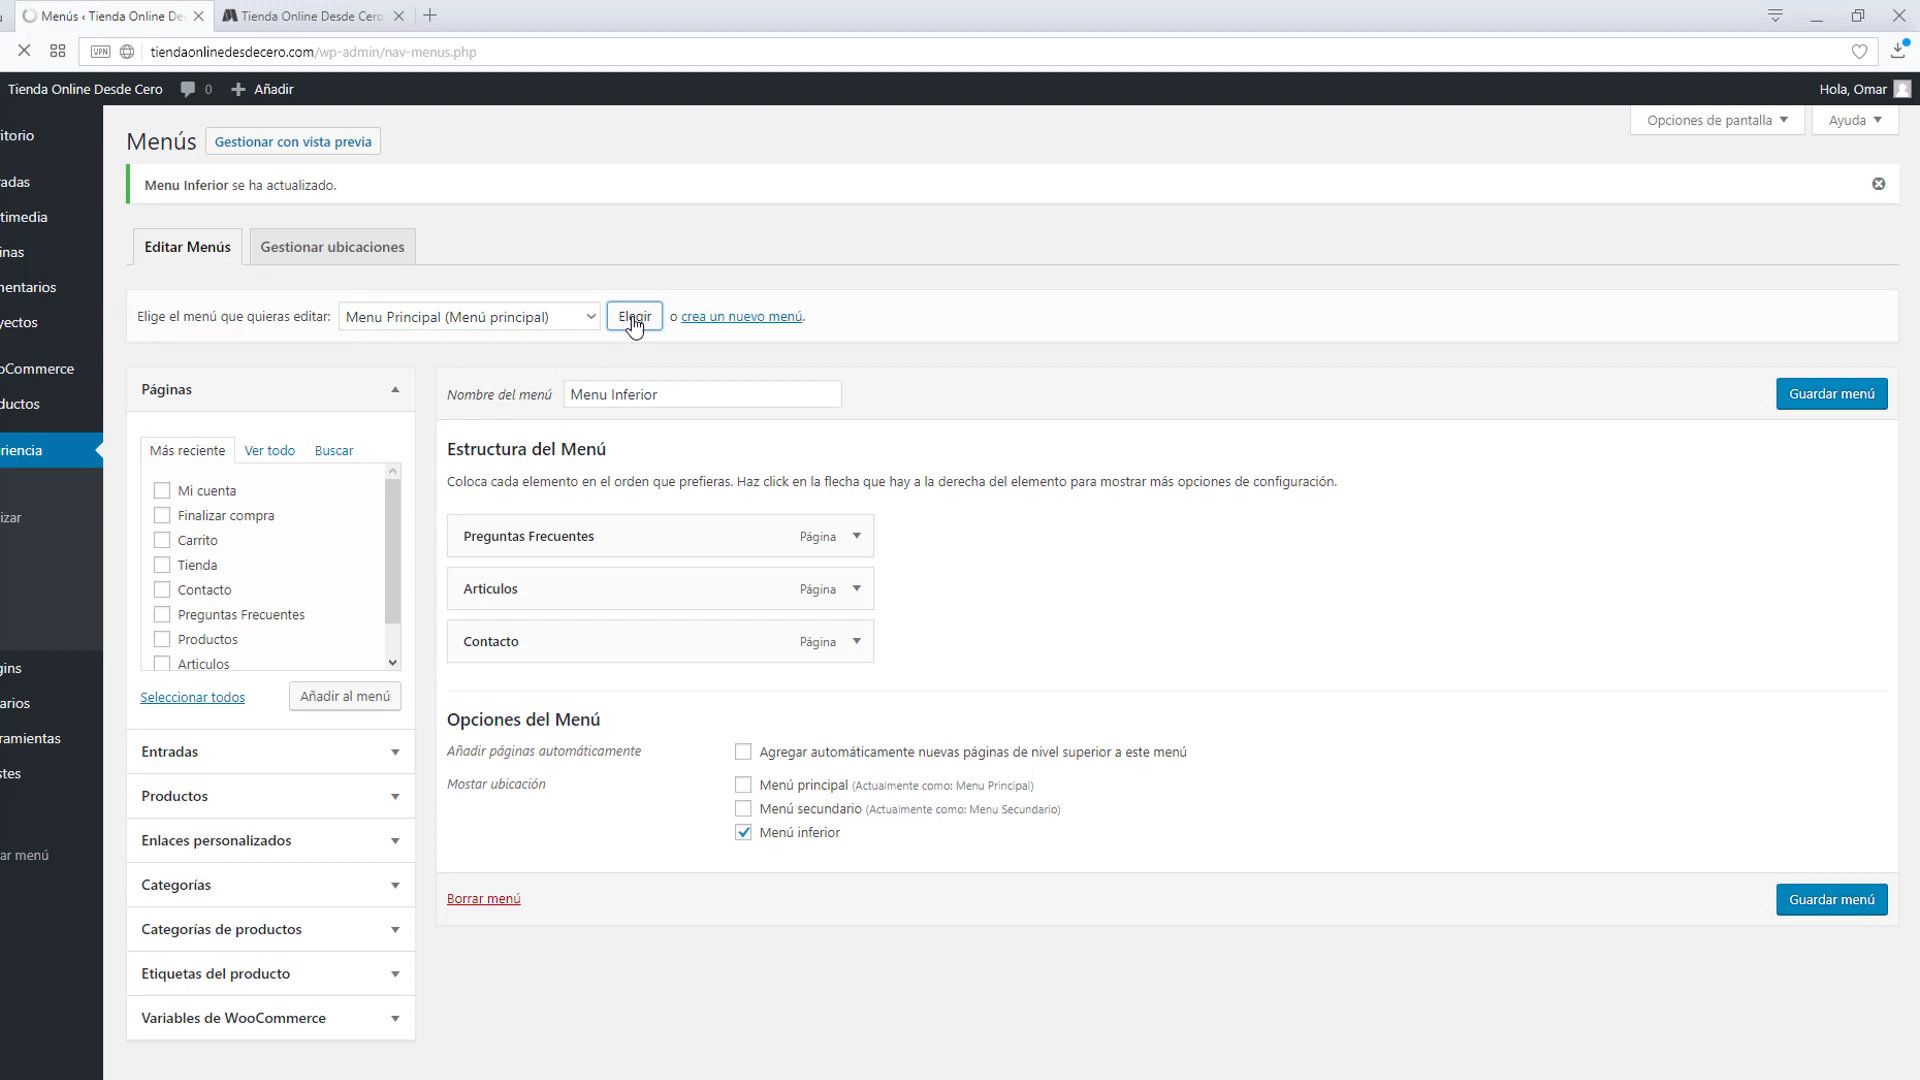 Menús ‹ Tienda Online De
Tienda Online Desde Cero
VPN
tiendaonlinedesdecero.com/wp-admin/nav-menus.php
Tienda Online Desde Cero
0
Añadir
Hola, Omar
itorio
adas
timedia
inas
nentarios
yectos
oCommerce
ductos
riencia
izar
gins
arios
ramientas
stes
ar menú
Opciones de pantalla
Ayuda
Menús
Gestionar con vista previa
Menu Inferior se ha actualizado.
Editar Menús
Gestionar ubicaciones
Elige el menú que quieras editar:
Menu Principal (Menú principal)
Elegir
o crea un nuevo menú.
Páginas
Más reciente
Ver todo
Buscar
Mi cuenta
Finalizar compra
Carrito
Tienda
Contacto
Preguntas Frecuentes
Productos
Articulos
Seleccionar todos
Añadir al menú
Entradas
Productos
Enlaces personalizados
Categorías
Categorías de productos
Etiquetas del producto
Variables de WooCommerce
Nombre del menú
Menu Inferior
Guardar menú
Estructura del Menú
Coloca cada elemento en el orden que prefieras. Haz click en la flecha que hay a la derecha del elemento para mostrar más opciones de configuración.
Preguntas Frecuentes
Página
Articulos
Página
Contacto
Página
Opciones del Menú
Añadir páginas automáticamente
Agregar automáticamente nuevas páginas de nivel superior a este menú
Mostar ubicación
Menú principal (Actualmente como: Menu Principal)
Menú secundario (Actualmente como: Menu Secundario)
Menú inferior
Borrar menú
Guardar menú